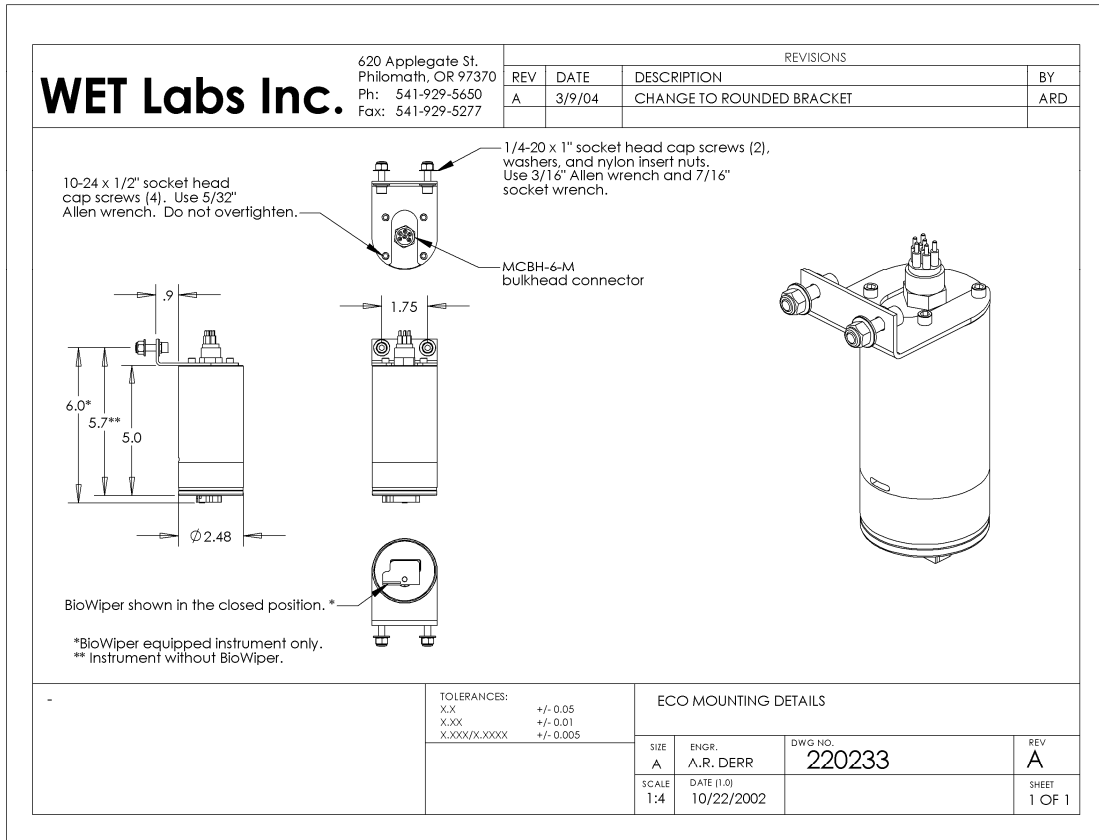 WET Labs Inc.
620 Applegate St.
Philomath, OR 97370
Ph: 541-929-5650
Fax: 541-929-5277
REVISIONS
REV DATE DESCRIPTION BY
A 3/9/04 CHANGE TO ROUNDED BRACKET ARD
1/4-20 x 1" socket head cap screws (2),
washers, and nylon insert nuts.
Use 3/16" Allen wrench and 7/16"
socket wrench.
10-24 x 1/2" socket head
cap screws (4). Use 5/32"
Allen wrench. Do not overtighten.
MCBH-6-M
bulkhead connector
.9
1.75
6.0*
5.7**
5.0
∅2.48
BioWiper shown in the closed position. *
*BioWiper equipped instrument only.
** Instrument without BioWiper.
-
TOLERANCES:
X.X +/- 0.05
X.XX +/- 0.01
X.XXX/X.XXXX +/- 0.005
ECO MOUNTING DETAILS
SIZE ENGR. DWG NO. REV
A A.R. DERR 220233 A
SCALE DATE (1.0) SHEET
1:4 10/22/2002 1 OF 1